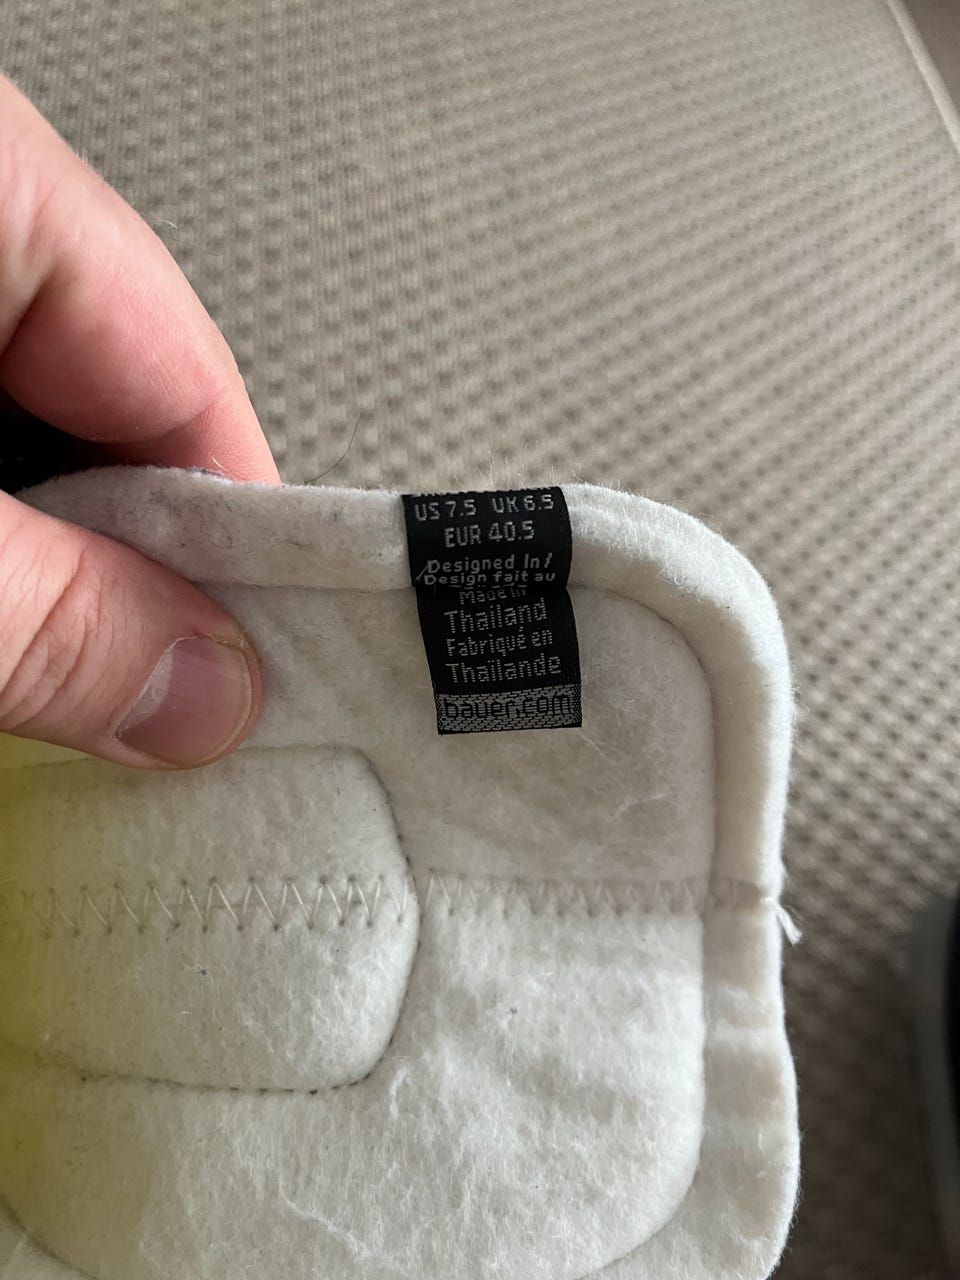 US 7.5 UK 6.5
EUR 40.5
Designed In/
Design fait au
Made in
Thailand
Fabriqué en
Thaïlande
bauer.com